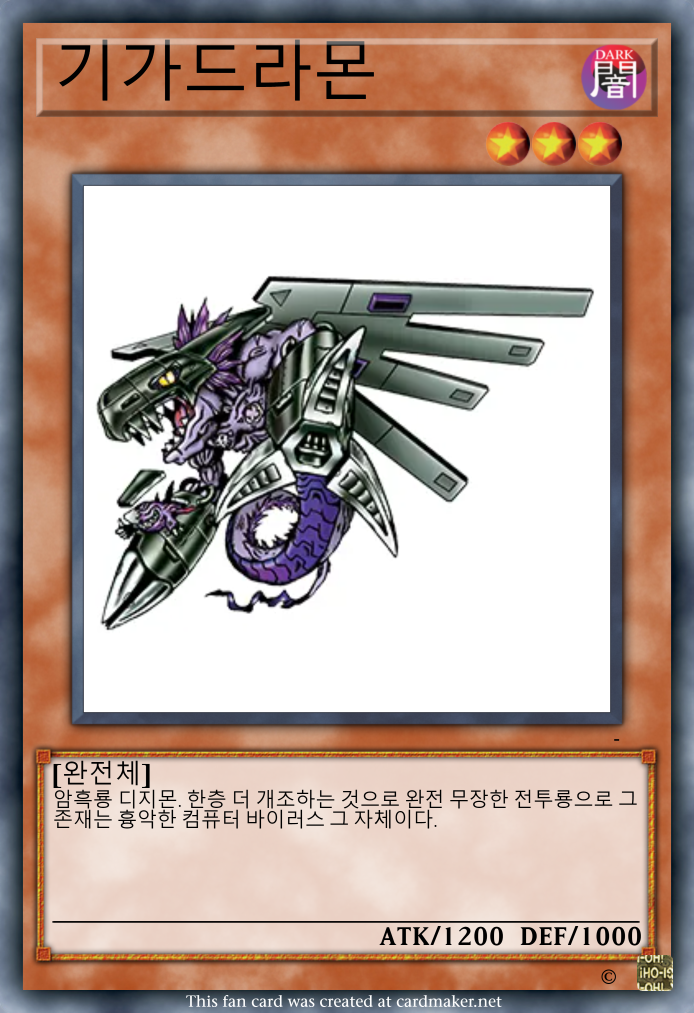 기가드라몬
DARK
闇
-
[완전체]
암흑룡 디지몬. 한층 더 개조하는 것으로 완전 무장한 전투룡으로 그
존재는 흉악한 컴퓨터 바이러스 그 자체이다.
ATK/1200 DEF/1000
©
This fan card was created at cardmaker.net